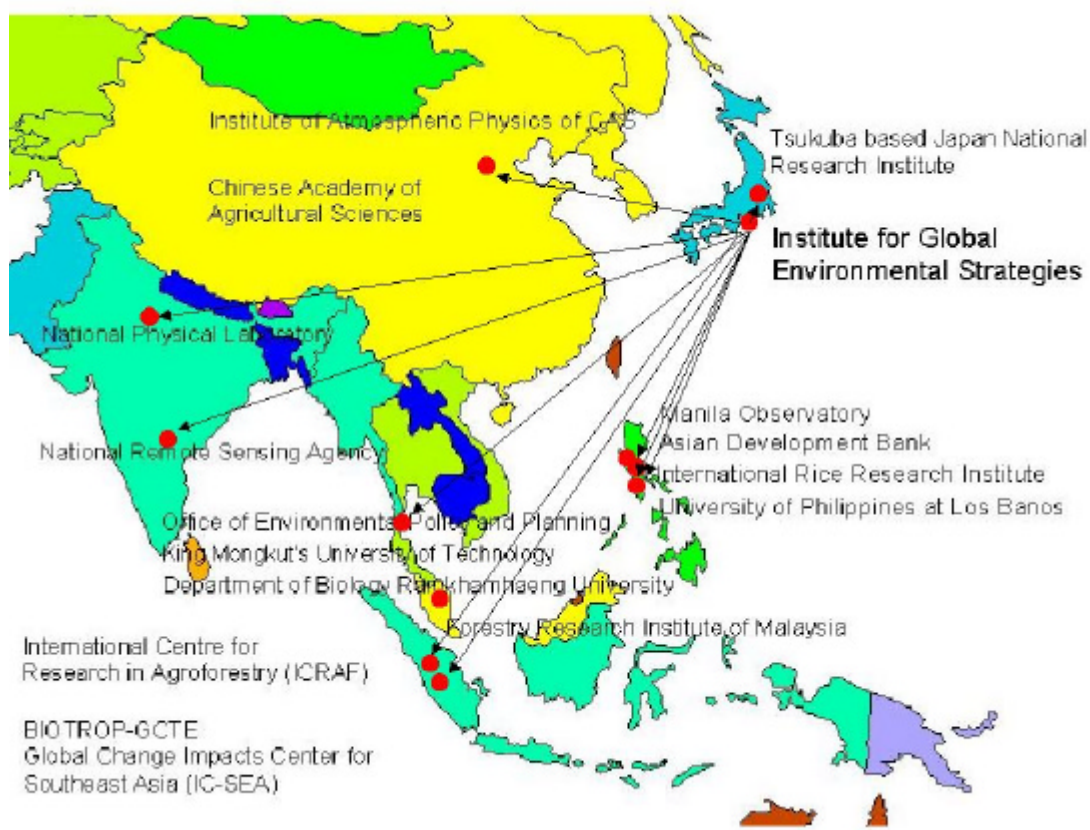 Institute of Atmospheric Physics of CAS
Tsukuba based Japan National
Research Institute
Chinese Academy of
Agricultural Sciences
Institute for Global
Environmental Strategies
National Physical Laboratory
Manila Observatory
Asian Development Bank
National Remote Sensing Agency
International Rice Research Institute
University of Philippines at Los Banos
Office of Environmental Policy and Planning
King Mongkut's University of Technology
Department of Biology Ramkhamhaeng University
Forestry Research Institute of Malaysia
International Centre for
Research in Agroforestry (ICRAF)
BIOTROP-GCTE
Global Change Impacts Center for
Southeast Asia (IC-SEA)